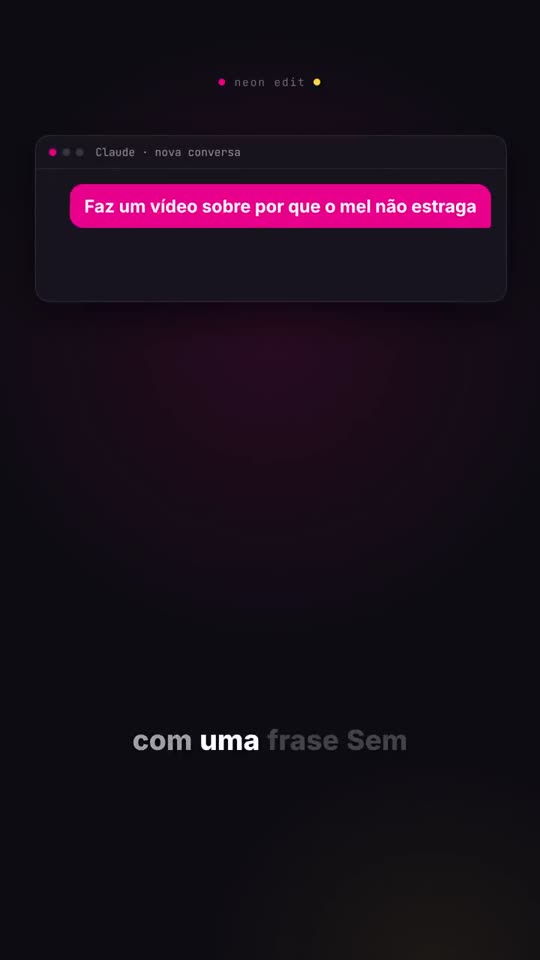 neon edit
Claude · nova conversa
Faz um vídeo sobre por que o mel não estraga
com uma frase Sem